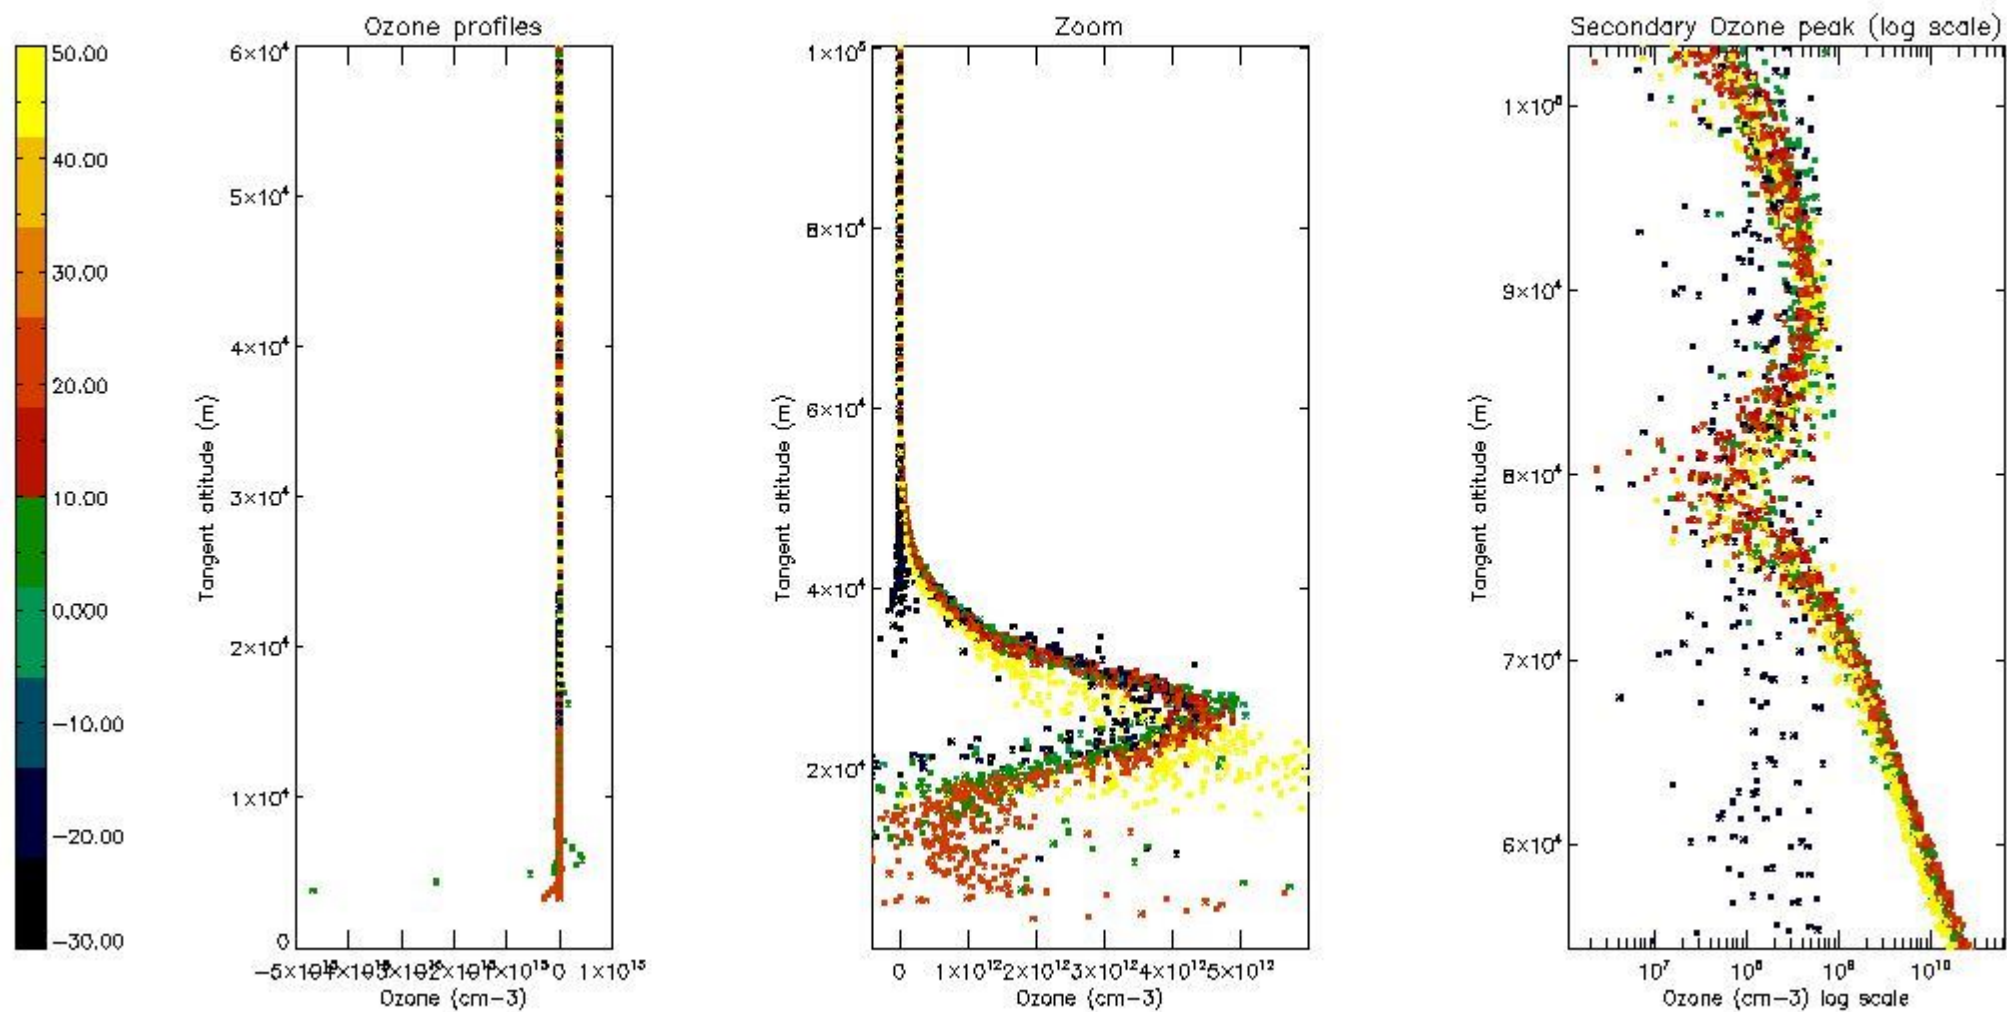 Ozone profiles
Zoom
Secondary Ozone peak (log scale)
50.00
40.00
30.00
20.00
10.00
0.000
−10.00
−20.00
−30.00
Tangent altitude (m)
6×10⁴
5×10⁴
4×10⁴
3×10⁴
2×10⁴
1×10⁴
0
0 1×10¹⁵
Ozone (cm−3)
Tangent altitude (m)
1×10⁵
8×10⁴
6×10⁴
4×10⁴
2×10⁴
0 1×10¹² 2×10¹² 3×10¹² 4×10¹² 5×10¹²
Ozone (cm−3)
Tangent altitude (m)
1×10⁵
9×10⁴
8×10⁴
7×10⁴
6×10⁴
10⁷ 10⁸ 10⁹ 10¹⁰
Ozone (cm−3) log scale